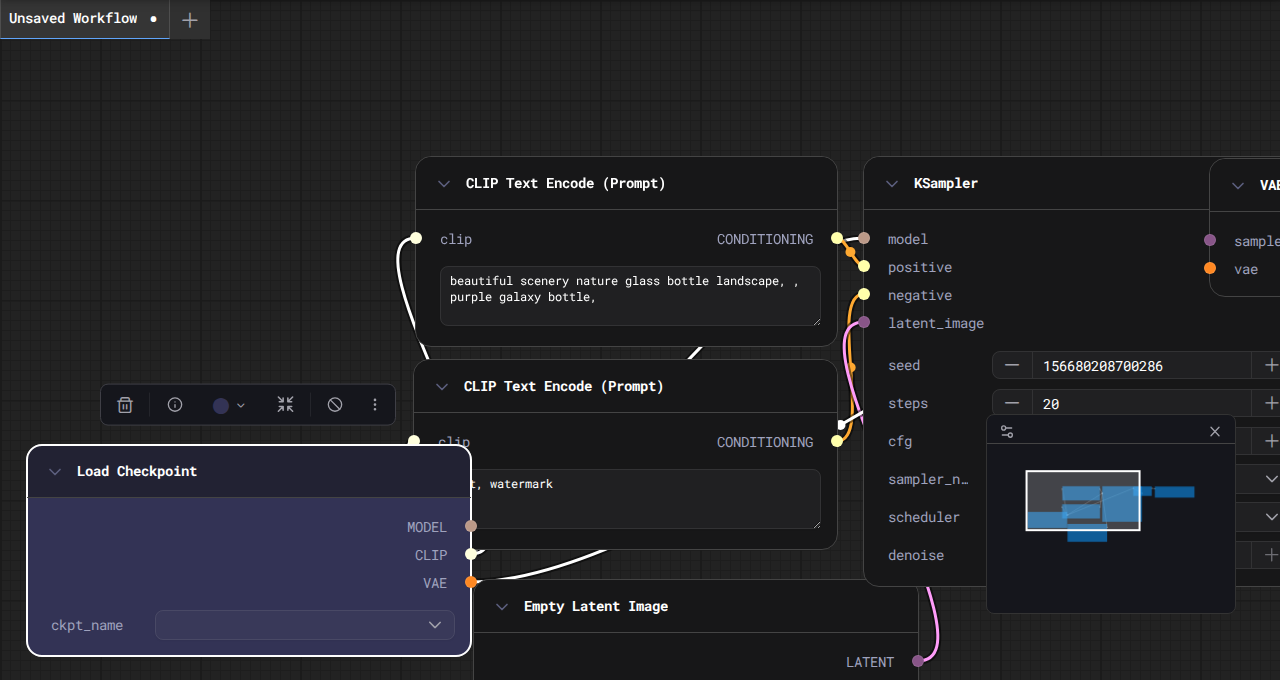 Unsaved Workflow
CLIP Text Encode (Prompt)
clip
CONDITIONING
beautiful scenery nature glass bottle landscape, ,
purple galaxy bottle,
KSampler
model
positive
negative
latent_image
seed
156680208700286
steps
20
cfg
sampler_n…
scheduler
denoise
sample
vae
CLIP Text Encode (Prompt)
clip
CONDITIONING
watermark
Load Checkpoint
MODEL
CLIP
VAE
ckpt_name
Empty Latent Image
LATENT